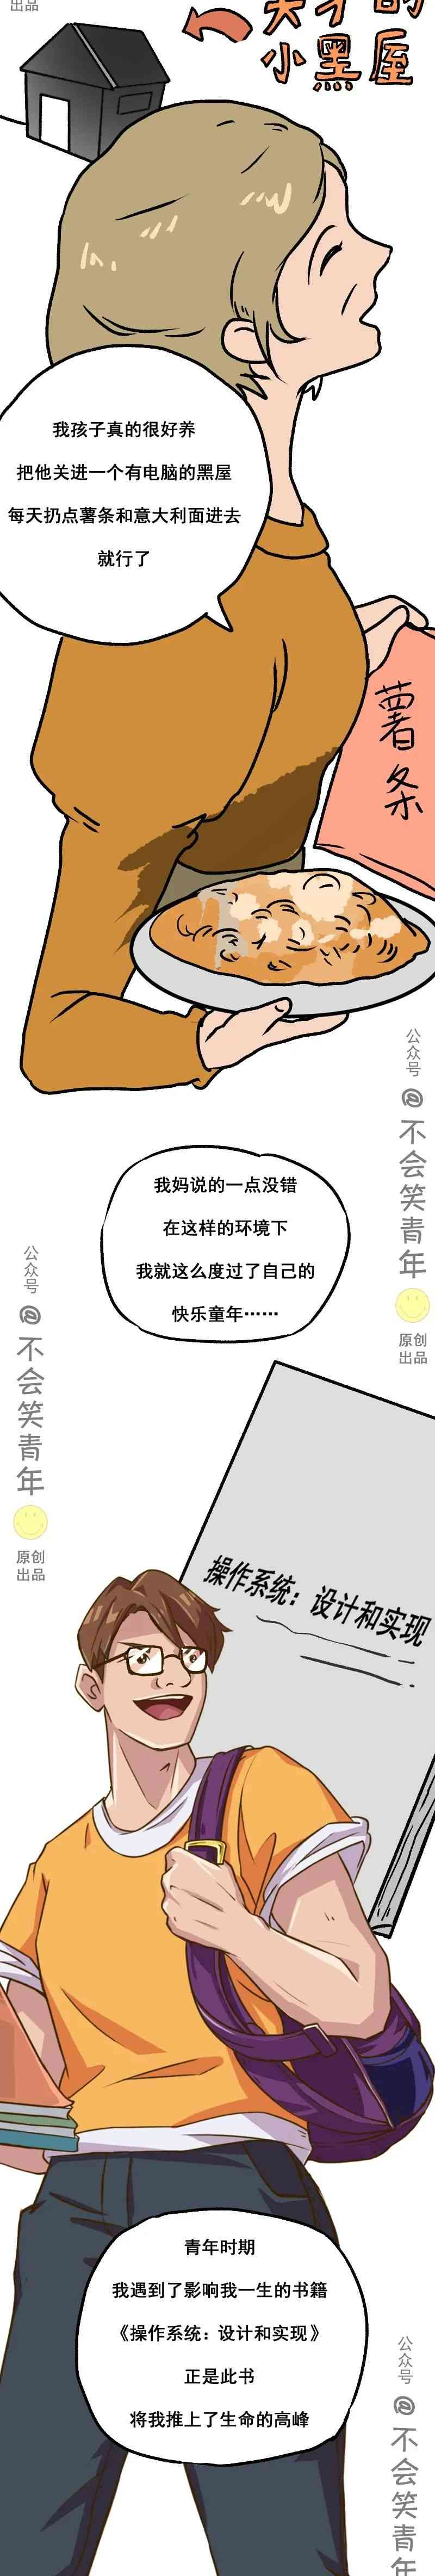 出品
天才的
小黑屋
我孩子真的很好养
把他关进一个有电脑的黑屋
每天扔点薯条和意大利面进去
就行了
薯条
公众号
@不会笑青年
原创
出品
我妈说的一点没错
在这样的环境下
我就这么度过了自己的
快乐童年……
公众号
@不会笑青年
原创
出品
操作系统：设计和实现
青年时期
我遇到了影响我一生的书籍
《操作系统：设计和实现》
正是此书
将我推上了生命的高峰
公众号
@不会笑青年